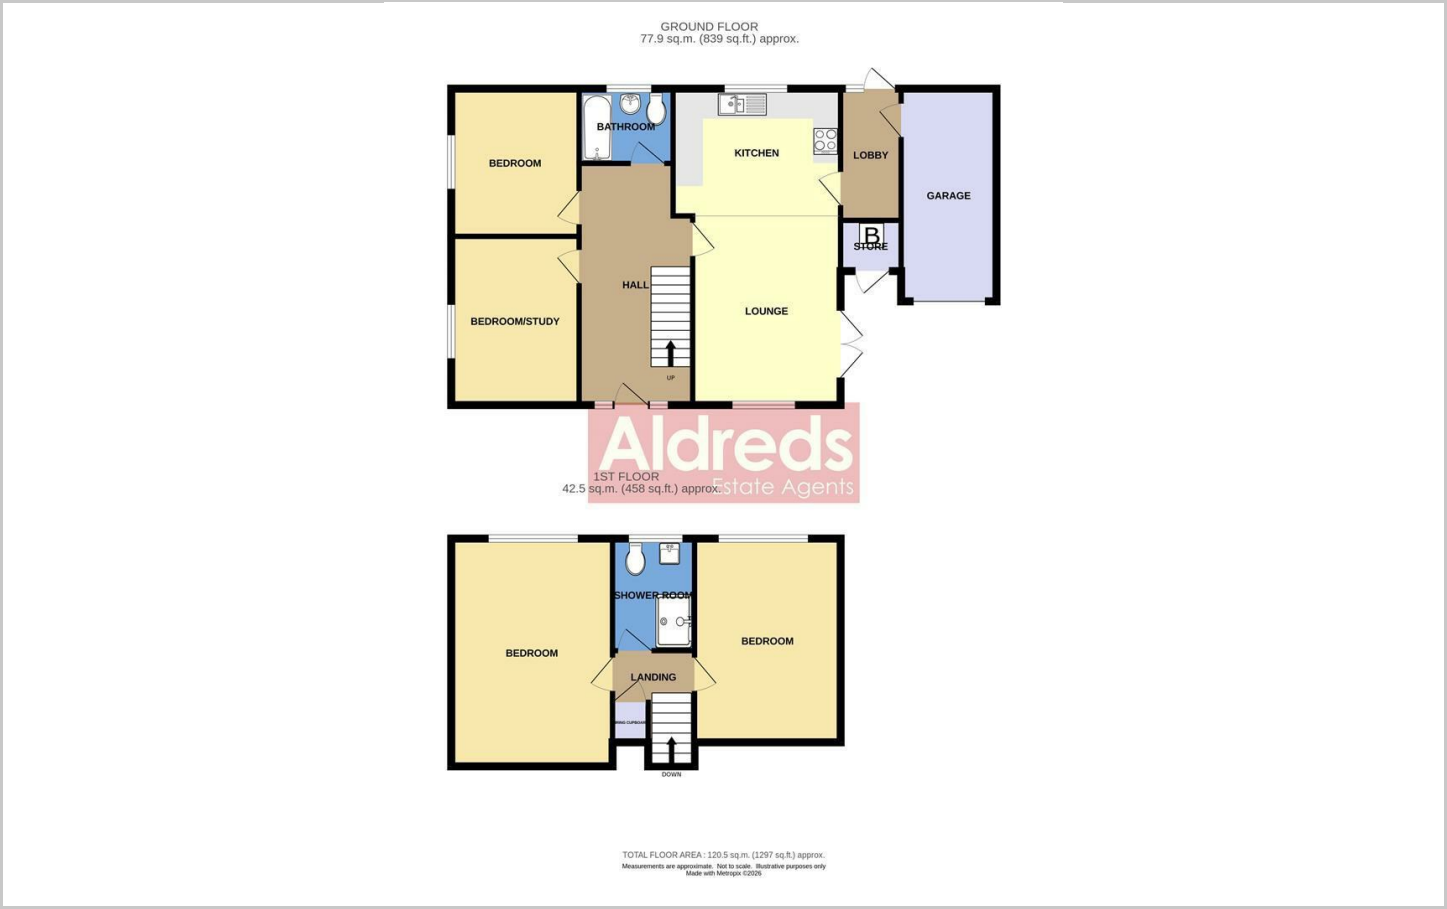 GROUND FLOOR
77.9 sq.m. (839 sq.ft.) approx.
BATHROOM
KITCHEN
LOBBY
BEDROOM
GARAGE
B
STORE
HALL
LOUNGE
BEDROOM/STUDY
UP
Aldreds
Estate Agents
1ST FLOOR
42.5 sq.m. (458 sq.ft.) approx.
SHOWER ROOM
BEDROOM
BEDROOM
LANDING
DOWN
TOTAL FLOOR AREA : 120.5 sq.m. (1297 sq.ft.) approx.
Measurements are approximate. Not to scale. Illustrative purposes only
Made with Metropix ©2026